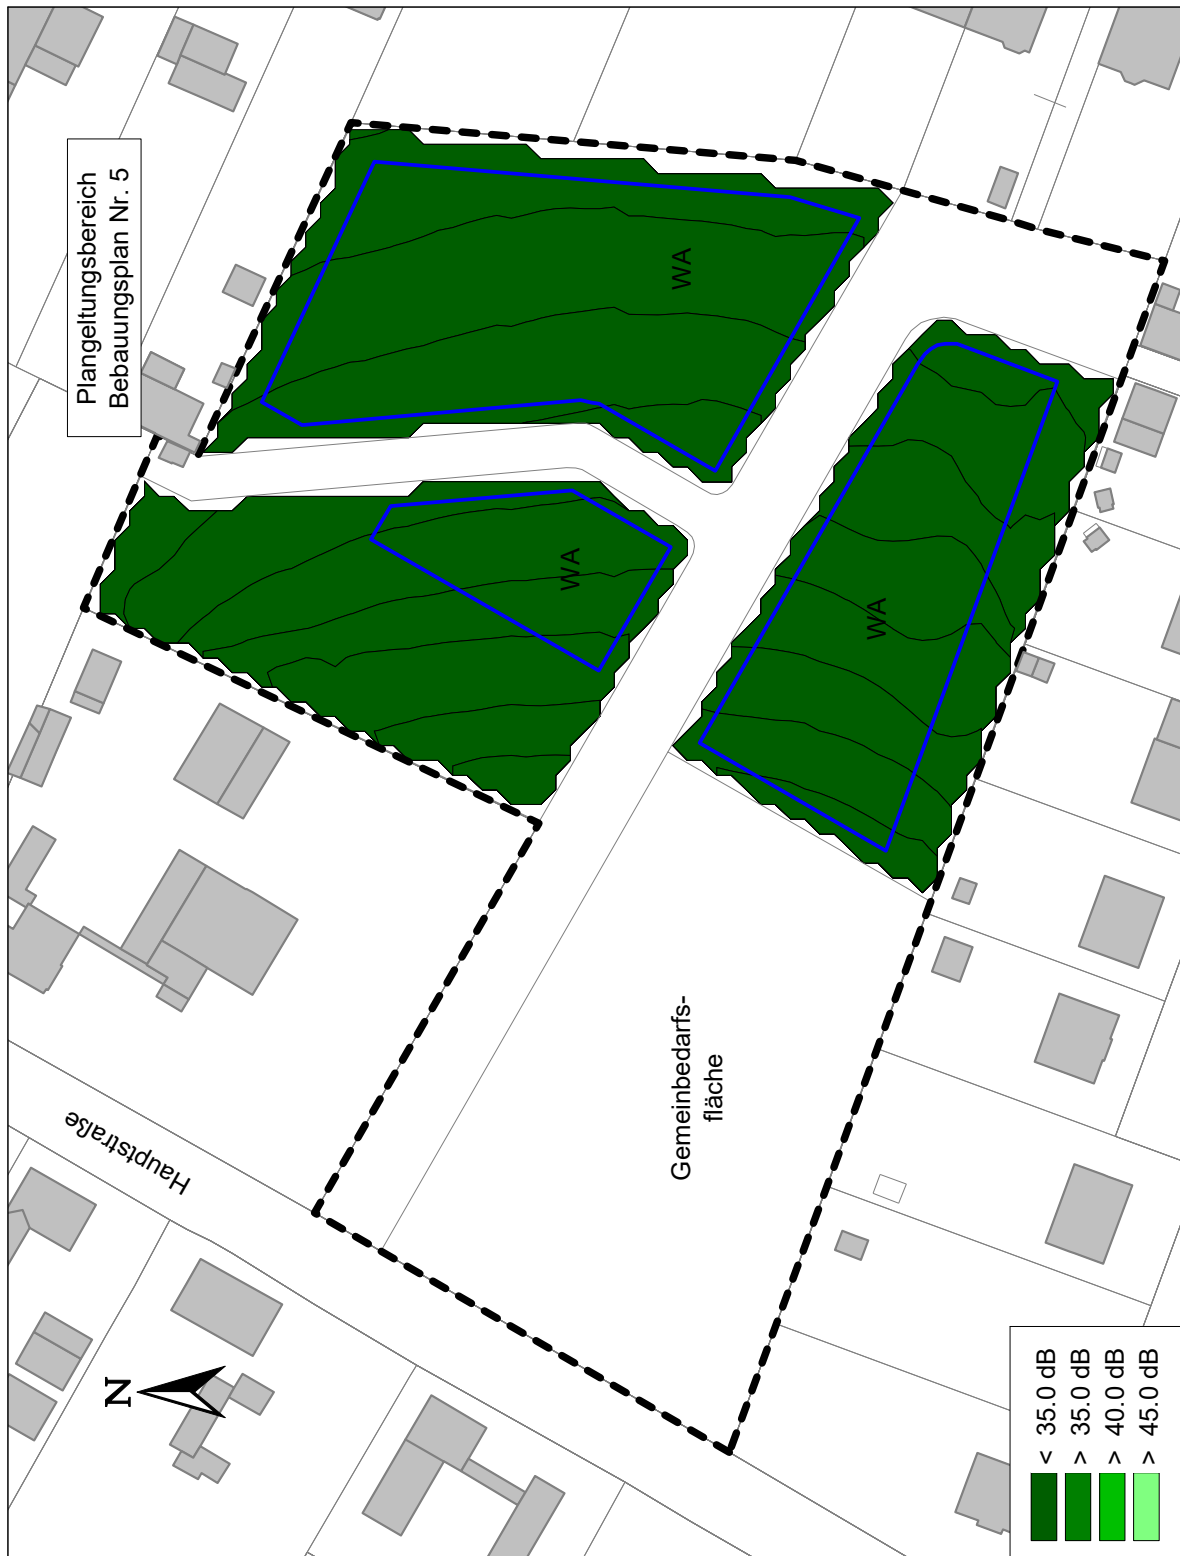 Plangeltungsbereich
Bebauungsplan Nr. 5
WA
WA
WA
Gemeinbedarfs-
fläche
Hauptstraße
N
< 35.0 dB
> 35.0 dB
> 40.0 dB
> 45.0 dB